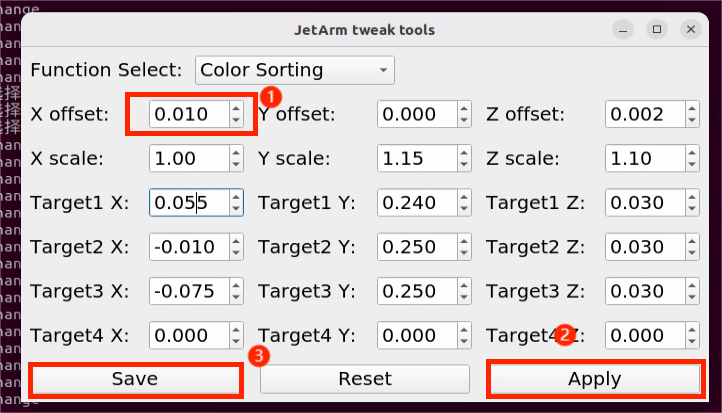 hange
JetArm tweak tools
Function Select: Color Sorting
X offset: 0.010 1 Y offset: 0.000 Z offset: 0.002
X scale: 1.00 Y scale: 1.15 Z scale: 1.10
Target1 X: 0.055 Target1 Y: 0.240 Target1 Z: 0.030
Target2 X: -0.010 Target2 Y: 0.250 Target2 Z: 0.030
Target3 X: -0.075 Target3 Y: 0.250 Target3 Z: 0.030
Target4 X: 0.000 Target4 Y: 0.000 Target4 Z: 0.000
3 2
Save Reset Apply